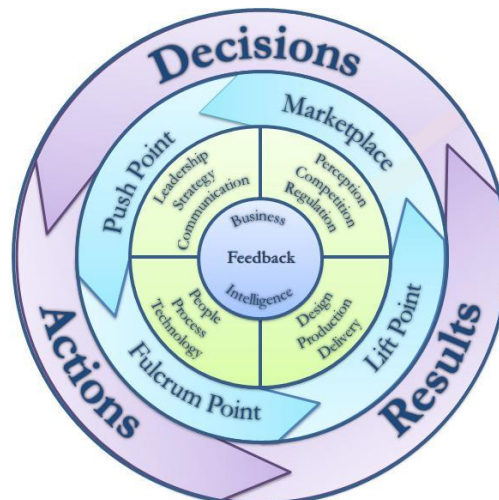 Decisions
Marketplace
Push Point
Leadership
Strategy
Communication
Perception
Competition
Regulation
Business
Feedback
Intelligence
People
Process
Technology
Design
Production
Delivery
Lift Point
Fulcrum Point
Actions
Results